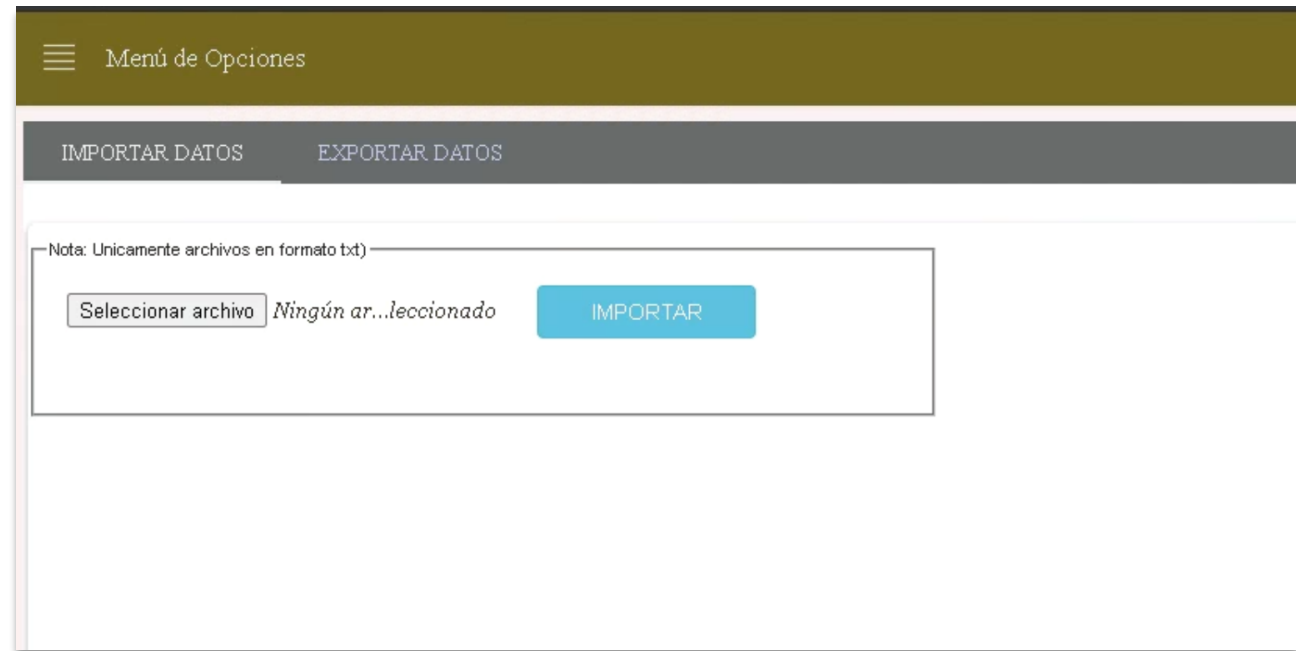 Menú de Opciones
IMPORTAR DATOS EXPORTAR DATOS
Nota: Unicamente archivos en formato txt)
Seleccionar archivo Ningún ar...leccionado IMPORTAR